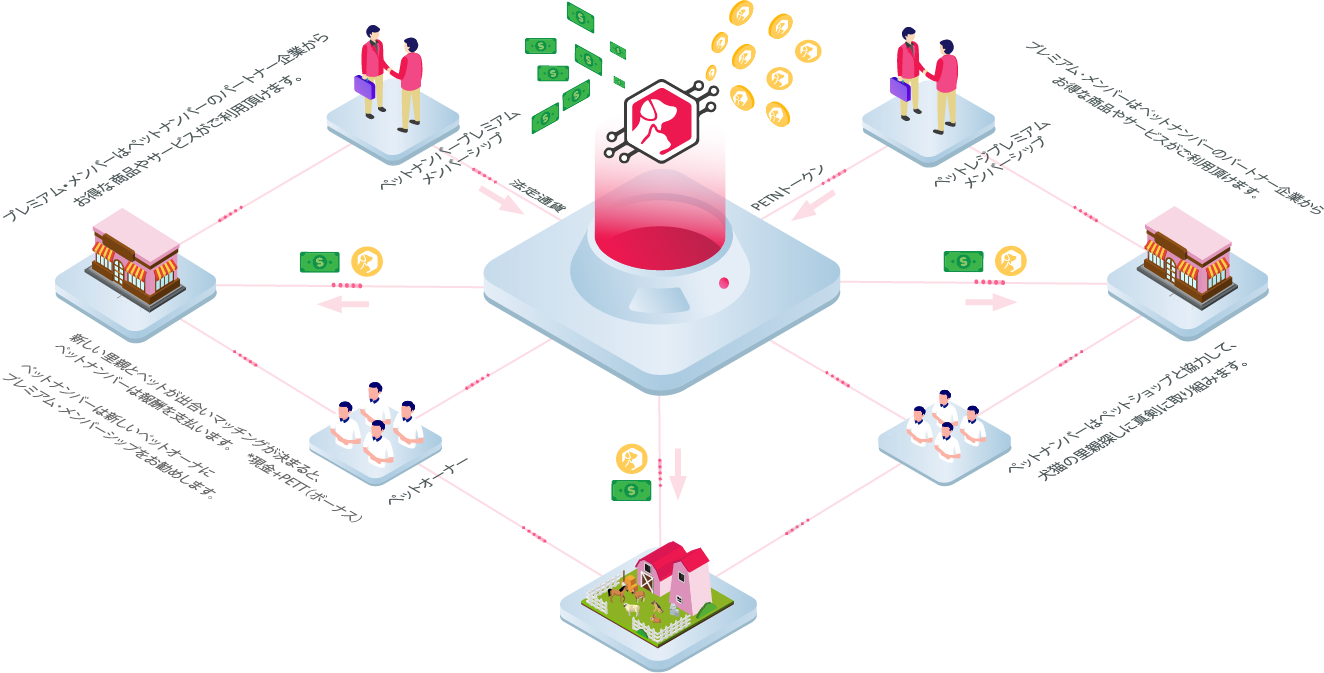 プレミアム・メンバーはペットナンバーのパートナー企業から
お得な商品やサービスがご利用頂けます。
ペットナンバープレミアム
メンバーシップ
法定通貨
PETNトークン
ペットレジプレミアム
メンバーシップ
プレミアム・メンバーはペットナンバーのパートナー企業から
お得な商品やサービスがご利用頂けます。
新しい里親とペットが出合いマッチングが決まると、
ペットナンバーは報酬を支払います。 *現金+PETT(ボーナス)
ペットナンバーは新しいペットオーナに
プレミアム・メンバーシップをお勧めします。
ペットオーナー
ペットナンバーはペットショップと協力して、
犬猫の里親探しに真剣に取り組みます。